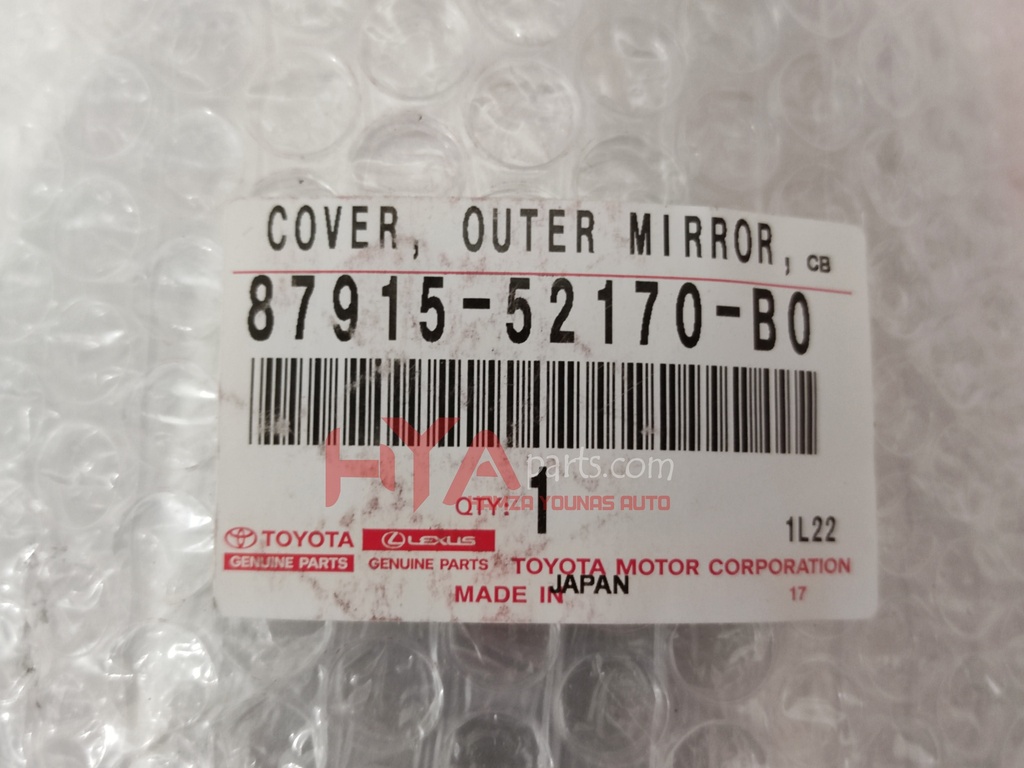 COVER, OUTER MIRROR, CB
87915-52170-B0
HYAparts.com
HAMZA YOUNAS AUTO
QTY: 1
1L22
TOYOTA
GENUINE PARTS
LEXUS
GENUINE PARTS
TOYOTA MOTOR CORPORATION
MADE IN JAPAN
17